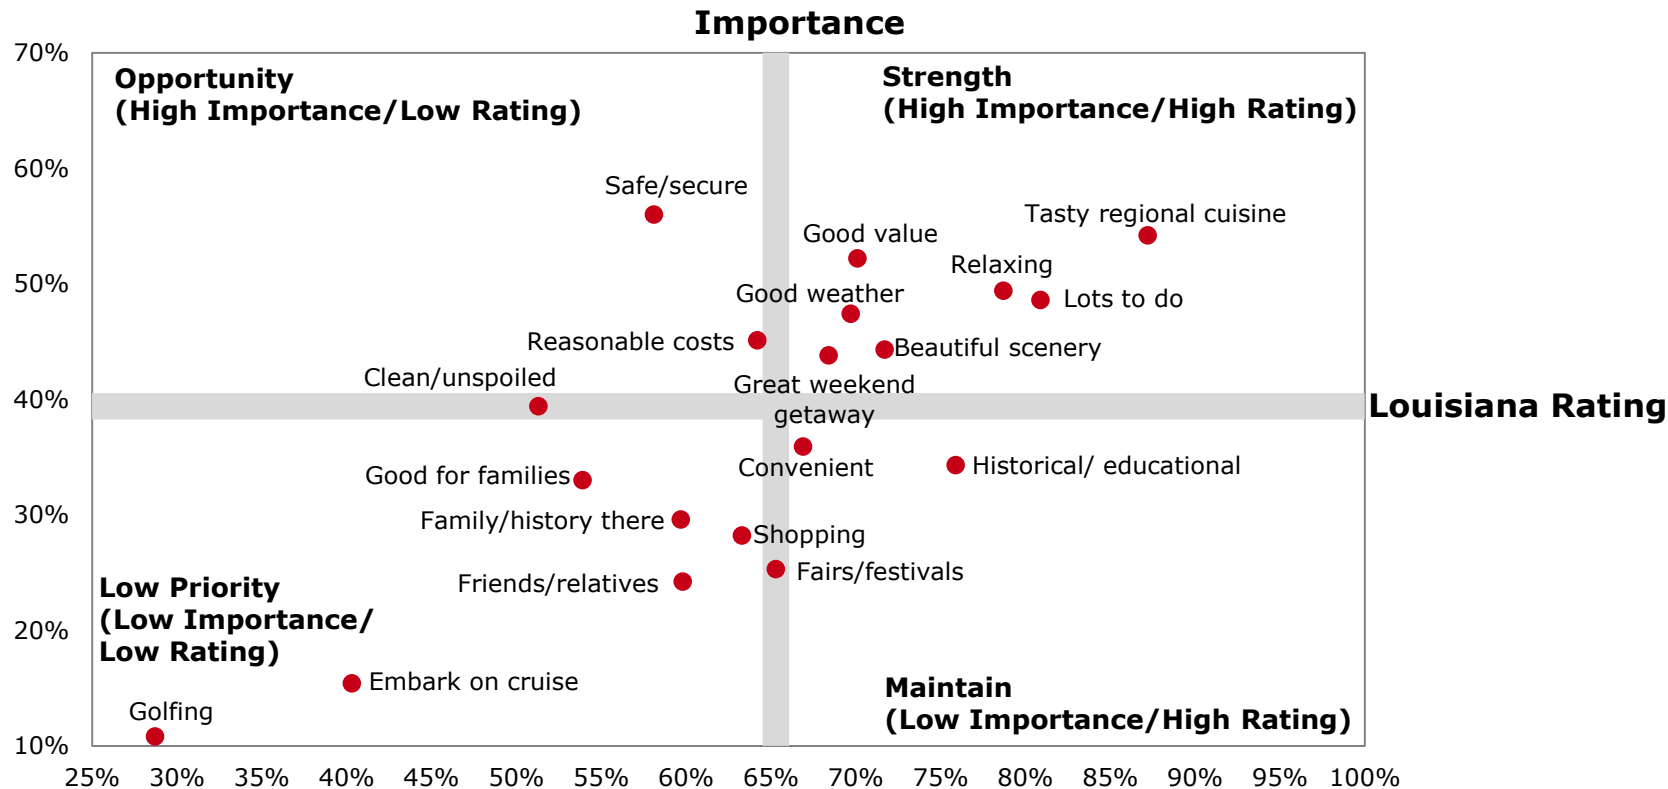 Importance
70%
Opportunity
(High Importance/Low Rating)
Strength
(High Importance/High Rating)
60%
Safe/secure
Tasty regional cuisine
Good value
Relaxing
50%
Good weather
Lots to do
Reasonable costs
Beautiful scenery
Clean/unspoiled
Great weekend
getaway
40%
Louisiana Rating
Convenient
Historical/ educational
Good for families
30%
Family/history there
Shopping
Fairs/festivals
Friends/relatives
Low Priority
(Low Importance/
Low Rating)
20%
Embark on cruise
Maintain
(Low Importance/High Rating)
Golfing
10%
25% 30% 35% 40% 45% 50% 55% 60% 65% 70% 75% 80% 85% 90% 95% 100%